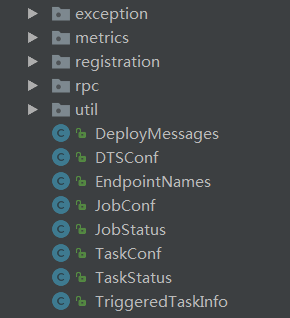 exception
metrics
registration
rpc
util
DeployMessages
DTSConf
EndpointNames
JobConf
JobStatus
TaskConf
TaskStatus
TriggeredTaskInfo